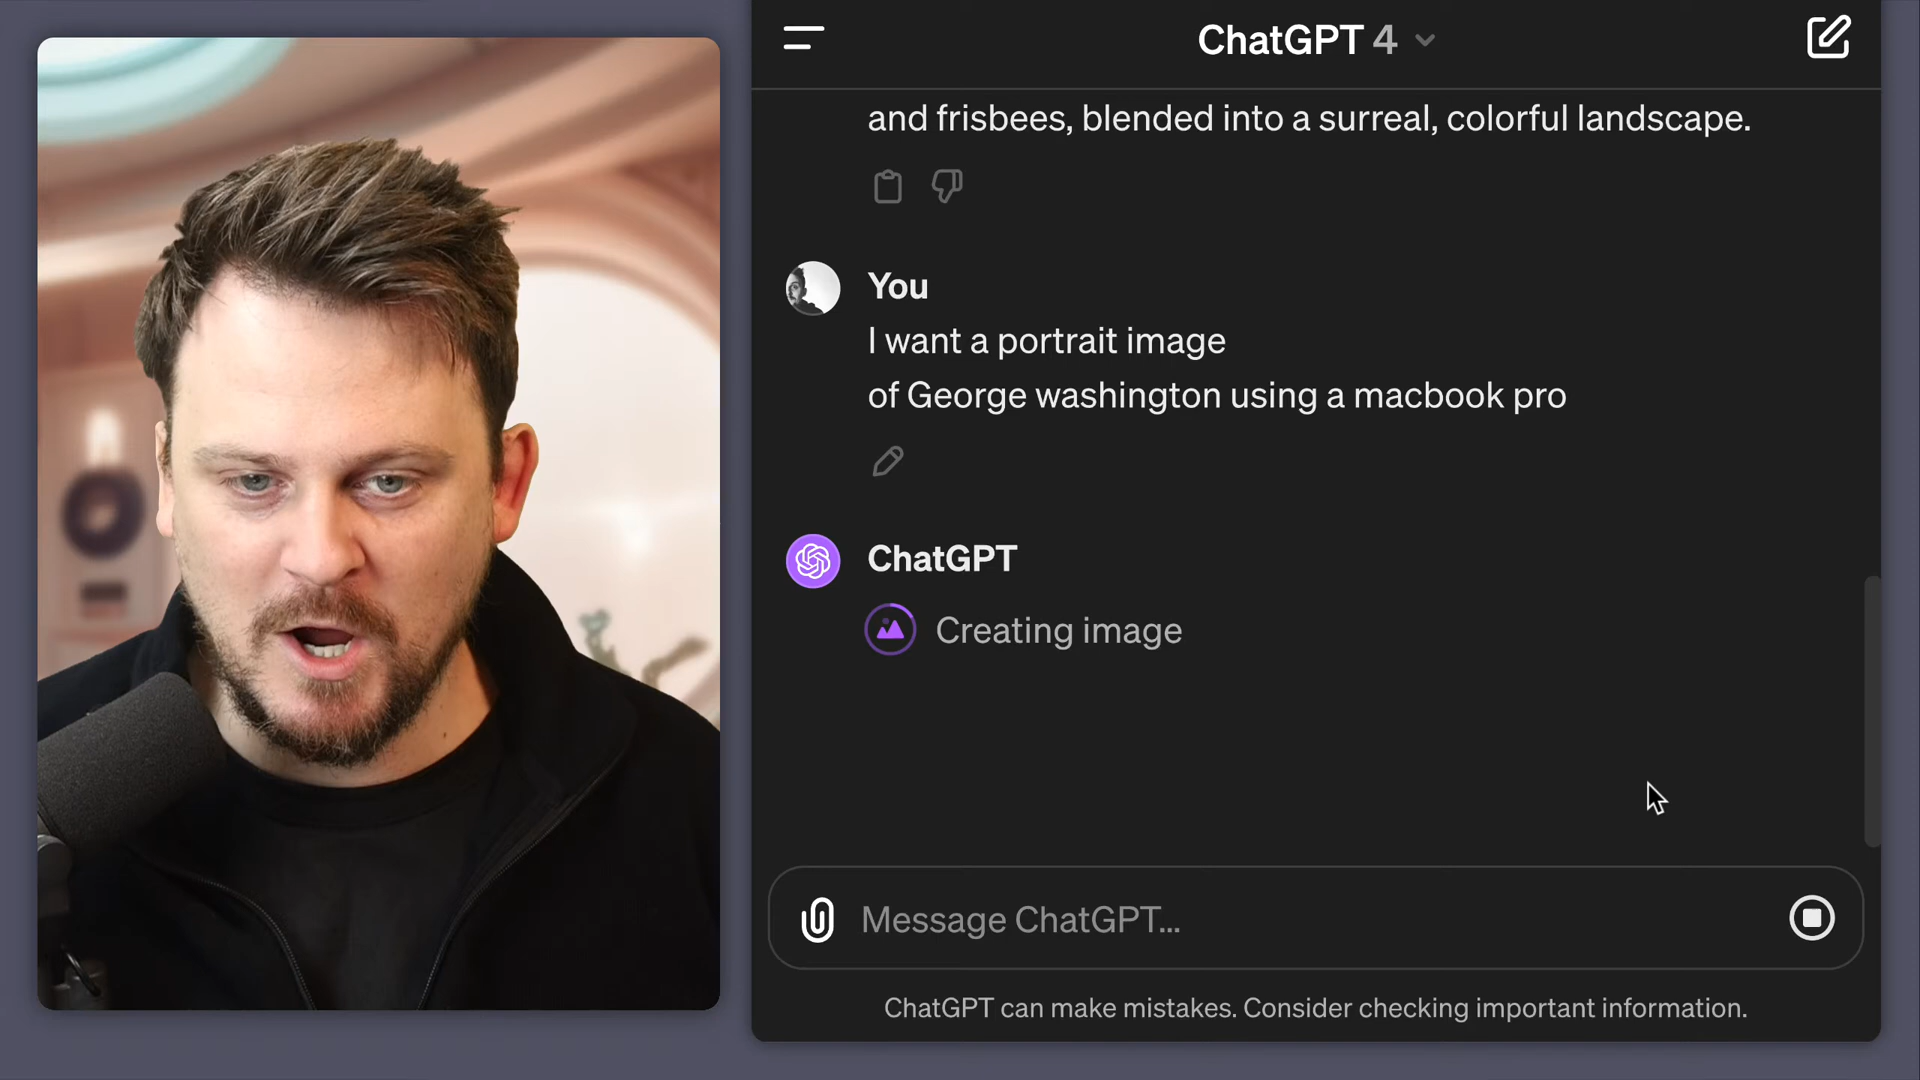 ChatGPT 4
and frisbees, blended into a surreal, colorful landscape.
You
I want a portrait image
of George washington using a macbook pro
ChatGPT
Creating image
Message ChatGPT...
ChatGPT can make mistakes. Consider checking important information.